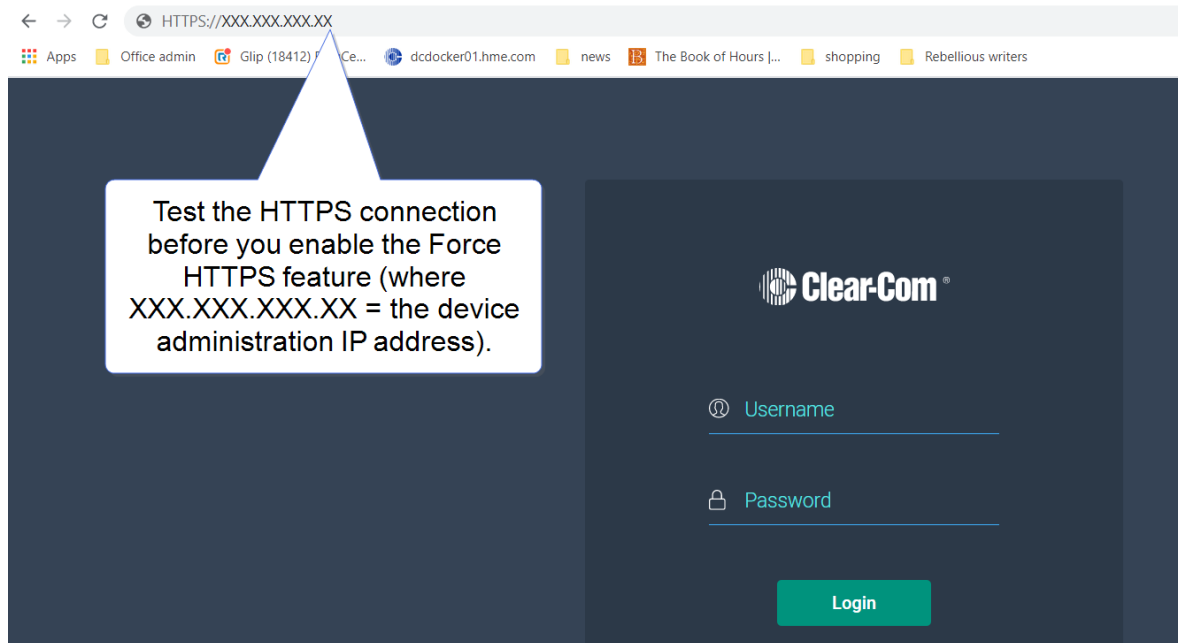 HTTPS://XXX.XXX.XXX.XX
Apps Office admin Glip (18412) Ce... dcdocker01.hme.com news The Book of Hours |... shopping Rebellious writers
Test the HTTPS connection
before you enable the Force
HTTPS feature (where
XXX.XXX.XXX.XX = the device
administration IP address).
Clear-Com ®
Username
Password
Login